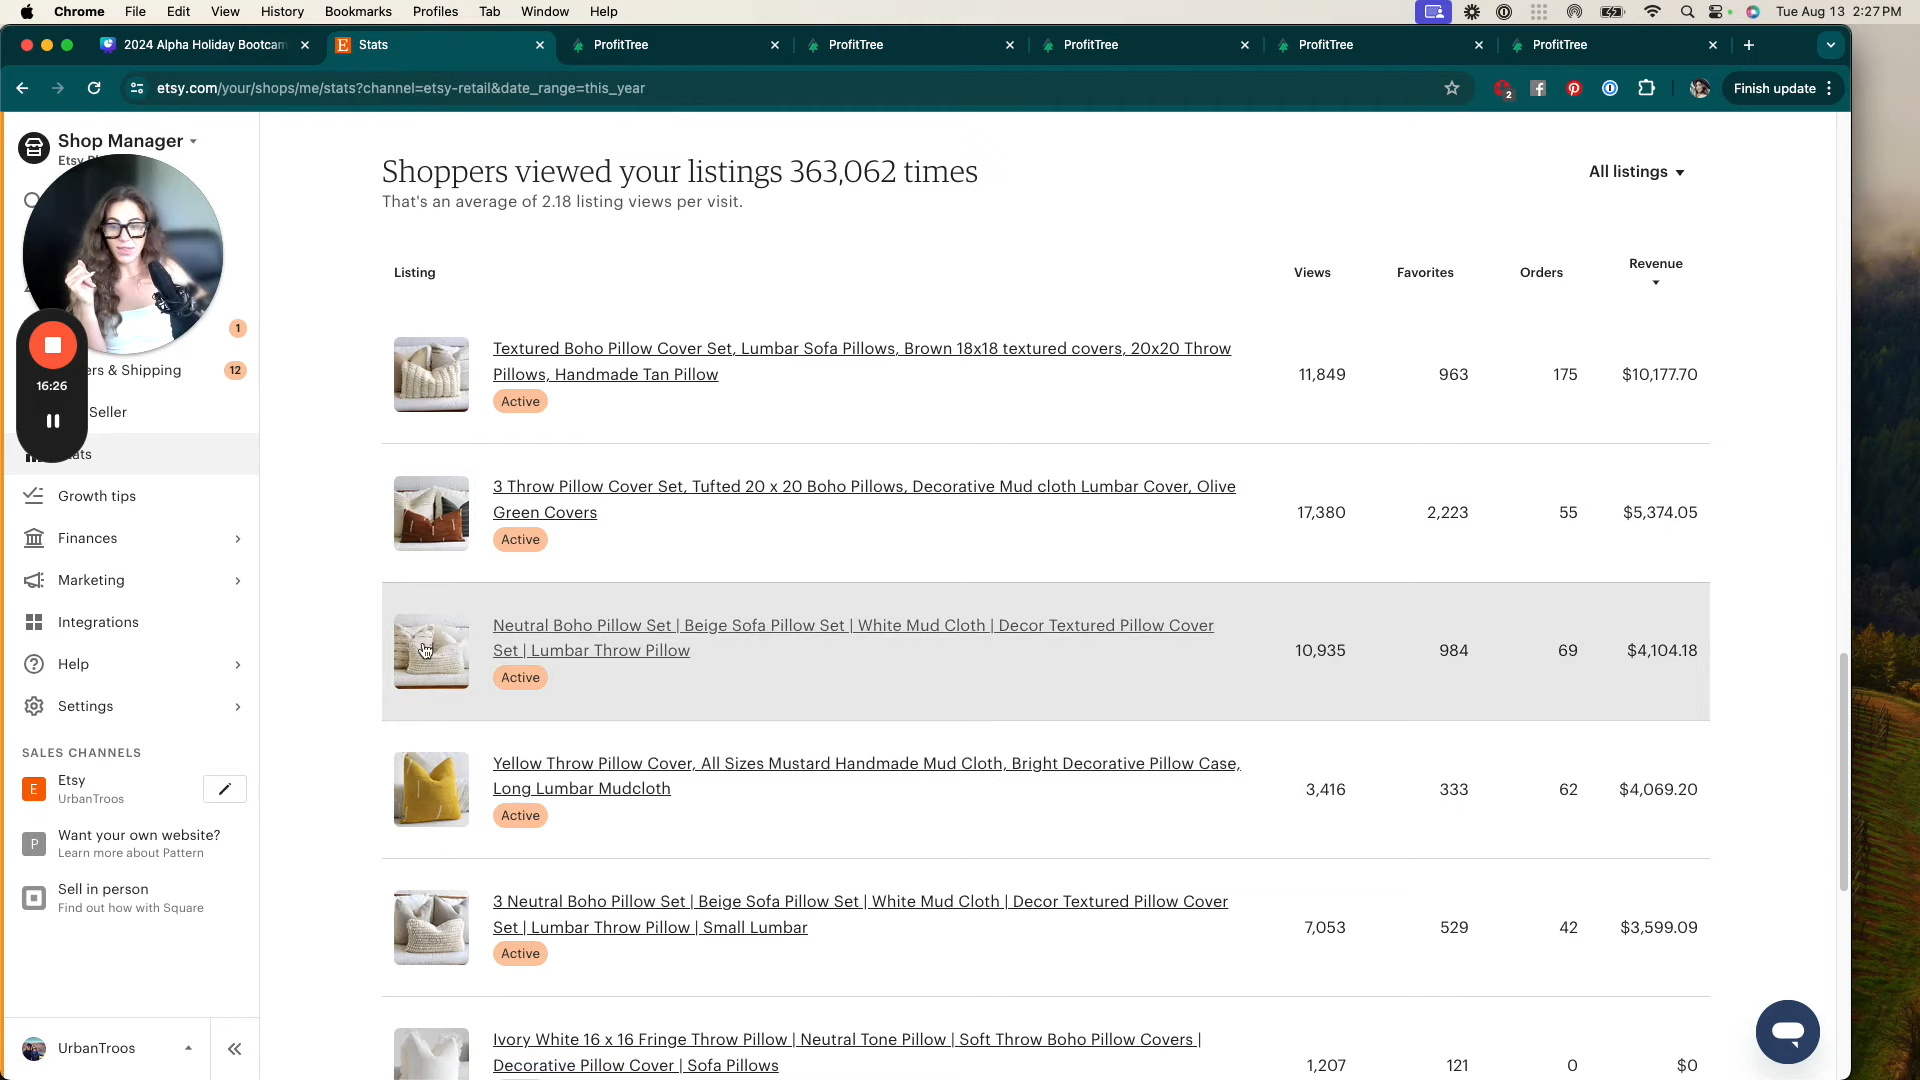 Chrome File Edit View History Bookmarks Profiles Tab Window Help Tue Aug 13 2:27 PM
2024 Alpha Holiday Bootcam Stats ProfitTree ProfitTree ProfitTree ProfitTree ProfitTree
etsy.com/your/shops/me/stats?channel=etsy-retail&date_range=this_year 2 Finish update
Shop Manager
Etsy
1
16:26
ers & Shipping 12
Seller
ats
Growth tips
Finances
Marketing
Integrations
Help
Settings
SALES CHANNELS
E Etsy
UrbanTroos
P Want your own website?
Learn more about Pattern
Sell in person
Find out how with Square
UrbanTroos
Shoppers viewed your listings 363,062 times
All listings
That's an average of 2.18 listing views per visit.
Listing Views Favorites Orders Revenue
Textured Boho Pillow Cover Set, Lumbar Sofa Pillows, Brown 18x18 textured covers, 20x20 Throw
Pillows, Handmade Tan Pillow
Active
11,849 963 175 $10,177.70
3 Throw Pillow Cover Set, Tufted 20 x 20 Boho Pillows, Decorative Mud cloth Lumbar Cover, Olive
Green Covers
Active
17,380 2,223 55 $5,374.05
Neutral Boho Pillow Set | Beige Sofa Pillow Set | White Mud Cloth | Decor Textured Pillow Cover
Set | Lumbar Throw Pillow
Active
10,935 984 69 $4,104.18
Yellow Throw Pillow Cover, All Sizes Mustard Handmade Mud Cloth, Bright Decorative Pillow Case,
Long Lumbar Mudcloth
Active
3,416 333 62 $4,069.20
3 Neutral Boho Pillow Set | Beige Sofa Pillow Set | White Mud Cloth | Decor Textured Pillow Cover
Set | Lumbar Throw Pillow | Small Lumbar
Active
7,053 529 42 $3,599.09
Ivory White 16 x 16 Fringe Throw Pillow | Neutral Tone Pillow | Soft Throw Boho Pillow Covers |
Decorative Pillow Cover | Sofa Pillows
1,207 121 0 $0